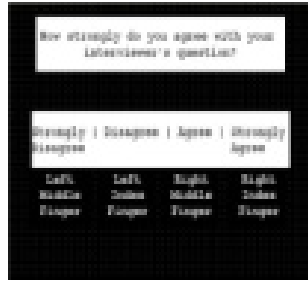 How strongly do you agree with your
interviewer's question?
Strongly | Disagree | Agree | Strongly
Disagree Agree
Left Left Right Right
Middle Index Middle Index
Finger Finger Finger Finger